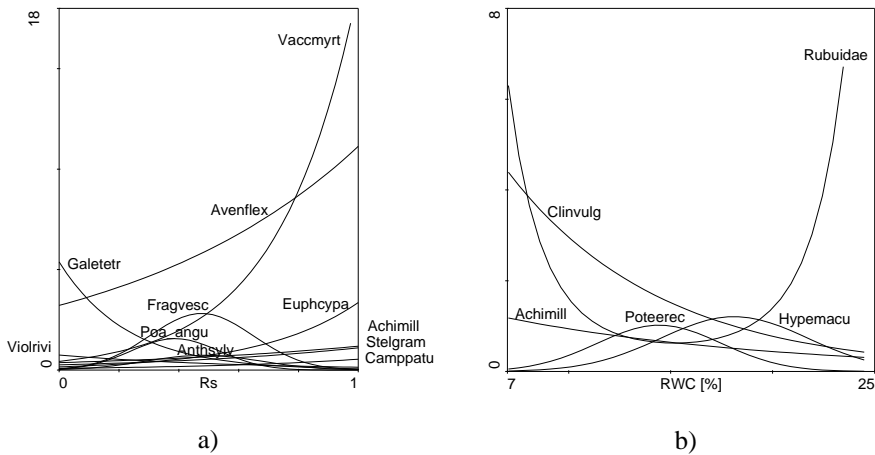 18
Vaccmyrt
Avenflex
Galetetr
Fragvesc
Euphcypa
Poa angu
Anthsylv
Achimill
Stelgram
Camppatu
Violrivi
0
0
Rs
1
a)
8
Rubuidae
Clinvulg
Achimill
Poteerec
Hypemacu
0
7
RWC [%]
25
b)